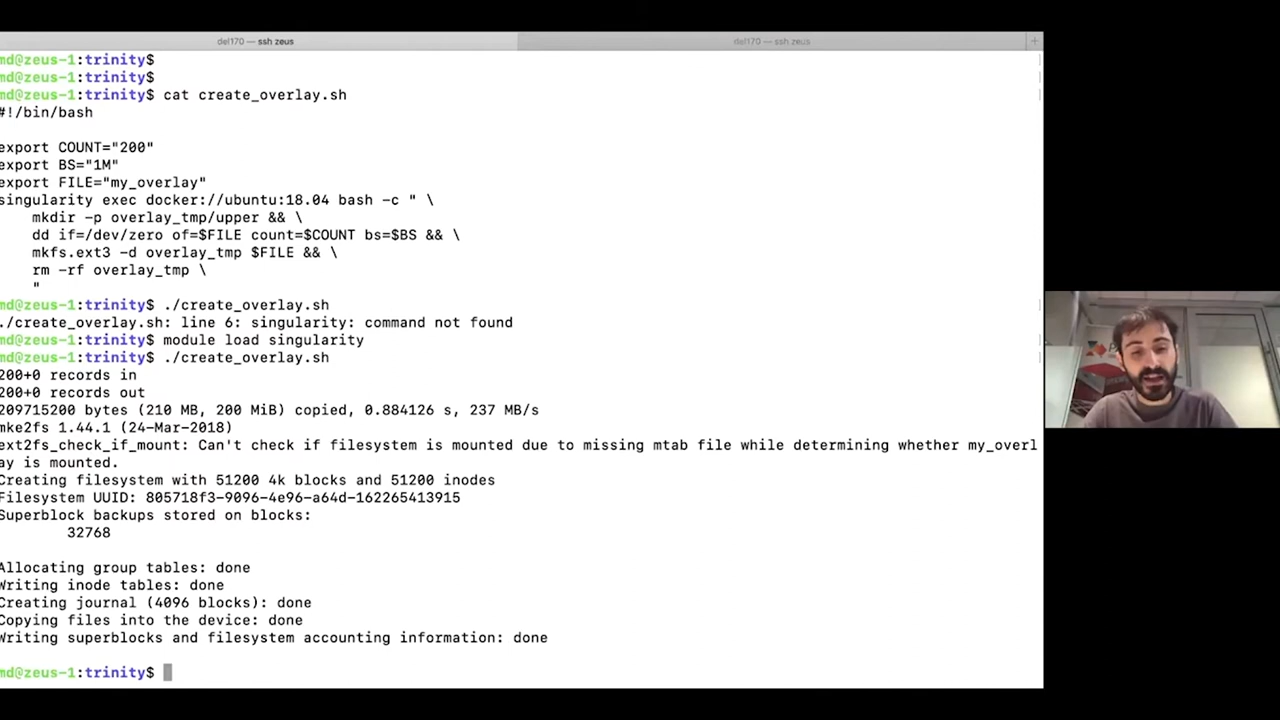 del170 — ssh zeus
del170 — ssh zeus
+
md@zeus-1:trinity$
md@zeus-1:trinity$
md@zeus-1:trinity$ cat create_overlay.sh
#!/bin/bash
export COUNT="200"
export BS="1M"
export FILE="my_overlay"
singularity exec docker://ubuntu:18.04 bash -c " \
mkdir -p overlay_tmp/upper && \
dd if=/dev/zero of=$FILE count=$COUNT bs=$BS && \
mkfs.ext3 -d overlay_tmp $FILE && \
rm -rf overlay_tmp \
"
md@zeus-1:trinity$ ./create_overlay.sh
./create_overlay.sh: line 6: singularity: command not found
md@zeus-1:trinity$ module load singularity
md@zeus-1:trinity$ ./create_overlay.sh
200+0 records in
200+0 records out
209715200 bytes (210 MB, 200 MiB) copied, 0.884126 s, 237 MB/s
mke2fs 1.44.1 (24-Mar-2018)
ext2fs_check_if_mount: Can't check if filesystem is mounted due to missing mtab file while determining whether my_overl
ay is mounted.
Creating filesystem with 51200 4k blocks and 51200 inodes
Filesystem UUID: 805718f3-9096-4e96-a64d-162265413915
Superblock backups stored on blocks:
32768
Allocating group tables: done
Writing inode tables: done
Creating journal (4096 blocks): done
Copying files into the device: done
Writing superblocks and filesystem accounting information: done
md@zeus-1:trinity$